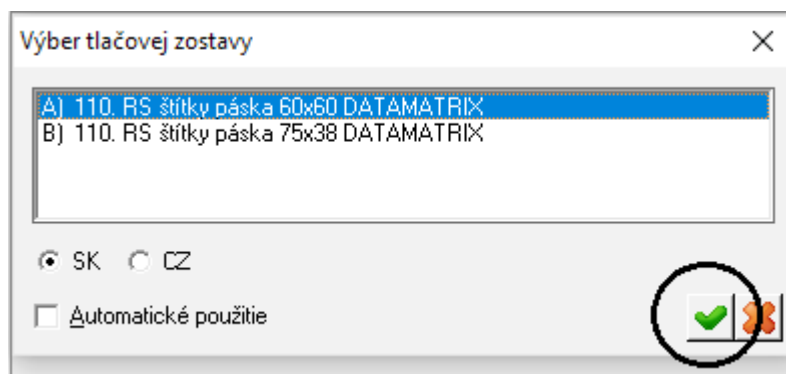 Výber tlačovej zostavy
A) 110. RS štítky páska 60x60 DATAMATRIX
B) 110. RS štítky páska 75x38 DATAMATRIX
SK CZ
Automatické použitie